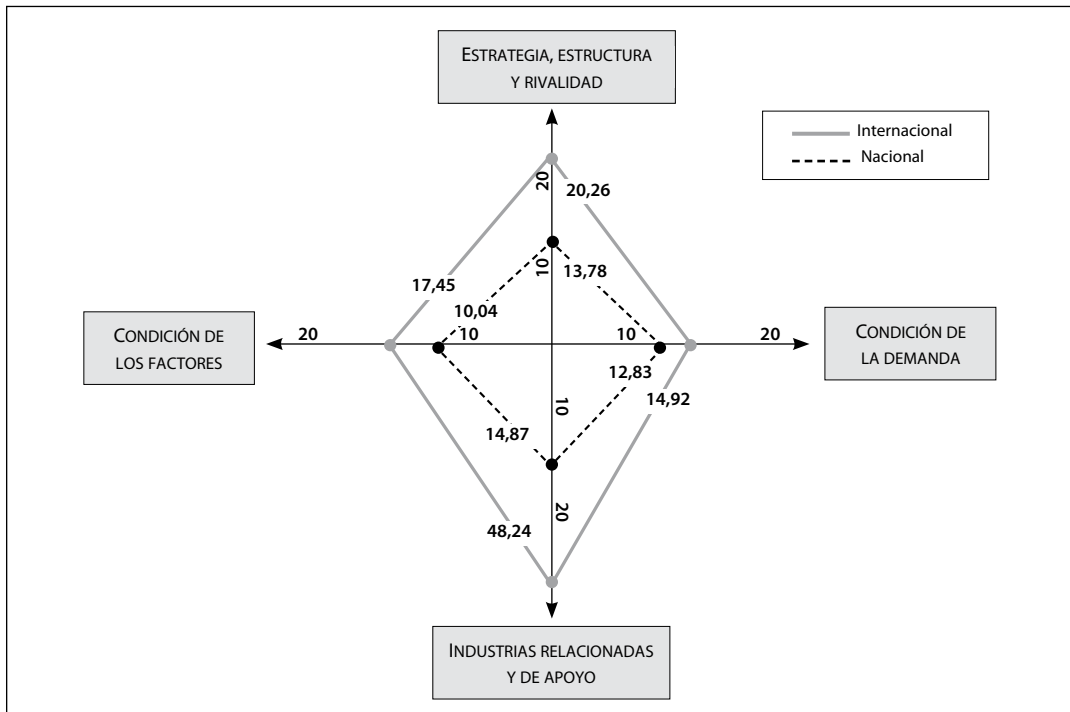 ESTRATEGIA, ESTRUCTURA
Y RIVALIDAD
Internacional
Nacional
20
20,26
10
13,78
17,45
10,04
20
10
10
20
CONDICIÓN DE
LOS FACTORES
CONDICIÓN DE
LA DEMANDA
12,83
14,92
10
14,87
20
48,24
INDUSTRIAS RELACIONADAS
Y DE APOYO